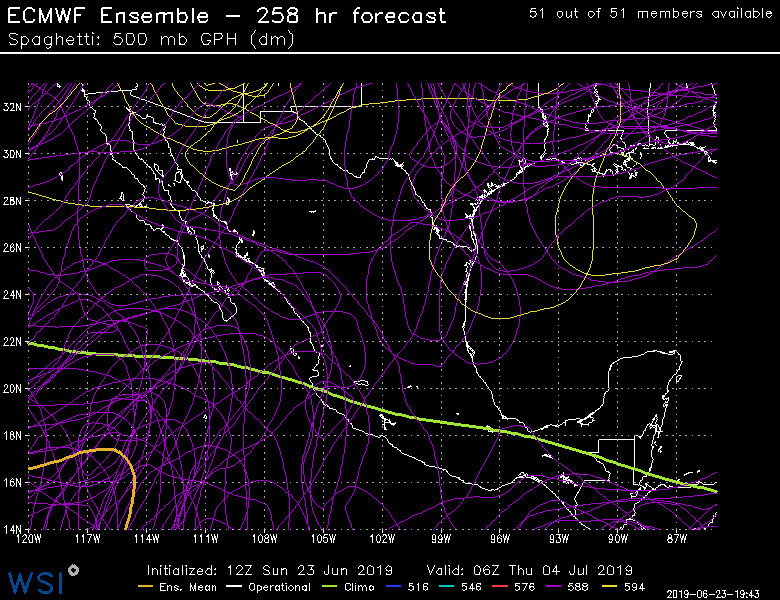 ECMWF Ensemble – 258 hr forecast
51 out of 51 members available
Spaghetti: 500 mb GPH (dm)
32N
30N
28N
26N
24N
22N
20N
18N
16N
14N
120W 117W 114W 111W 108W 105W 102W 99W 96W 93W 90W 87W
Initialized: 12Z Sun 23 Jun 2019 Valid: 06Z Thu 04 Jul 2019
WSI
Ens. Mean Operational Climo 516 546 576 588 594
2019-06-23-19:43